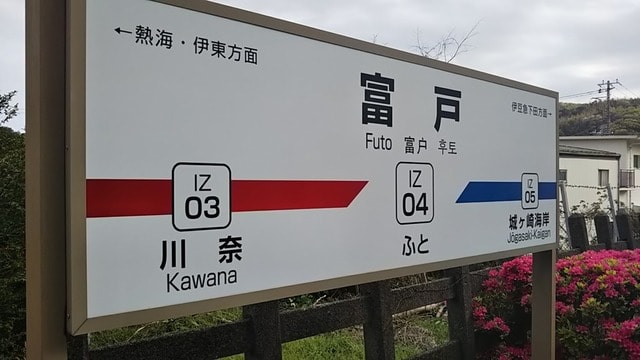 ←熱海・伊東方面
富戸
伊豆急下田方面→
Futo 富户 후토
IZ
03
IZ
04
IZ
05
川奈
Kawana
ふと
城ヶ崎海岸
Jōgasaki-Kaigan